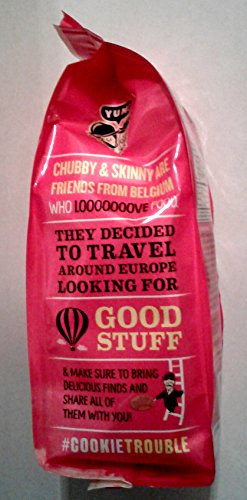 YUM
CHUBBY & SKINNY ARE
FRIENDS FROM BELGIUM
WHO LOOOOOOOVE FOOD.
THEY DECIDED
TO TRAVEL
AROUND EUROPE
LOOKING FOR
GOOD
STUFF
& MAKE SURE TO BRING
DELICIOUS FINDS AND
SHARE ALL OF
THEM WITH YOU!
#COOKIETROUBLE